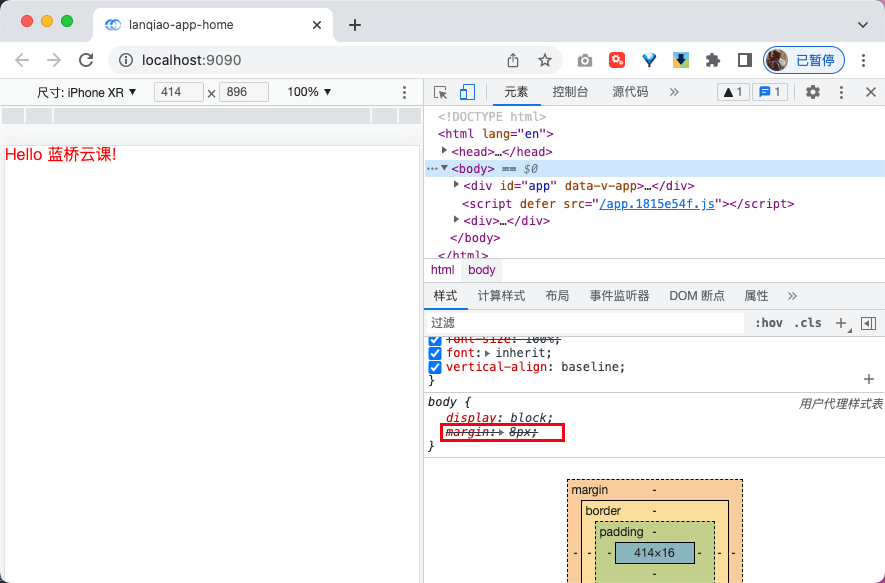 lanqiao-app-home
localhost:9090
已暂停
尺寸: iPhone XR ▼ 414 × 896 100% ▼
Hello 蓝桥云课!
元素 控制台 源代码 » ▲ 1 1
<!DOCTYPE html>
<html lang="en">
<head>…</head>
<body> == $0
<div id="app" data-v-app>…</div>
<script defer src="/app.1815e54f.js"></script>
<div>…</div>
</body>
</html>
html body
样式 计算样式 布局 事件监听器 DOM 断点 属性 »
过滤 :hov .cls +
font-size: 100%;
font: inherit;
vertical-align: baseline;
}
body { 用户代理样式表
display: block;
margin: 8px;
}
margin -
border -
padding -
- - - 414×16 - - -
-